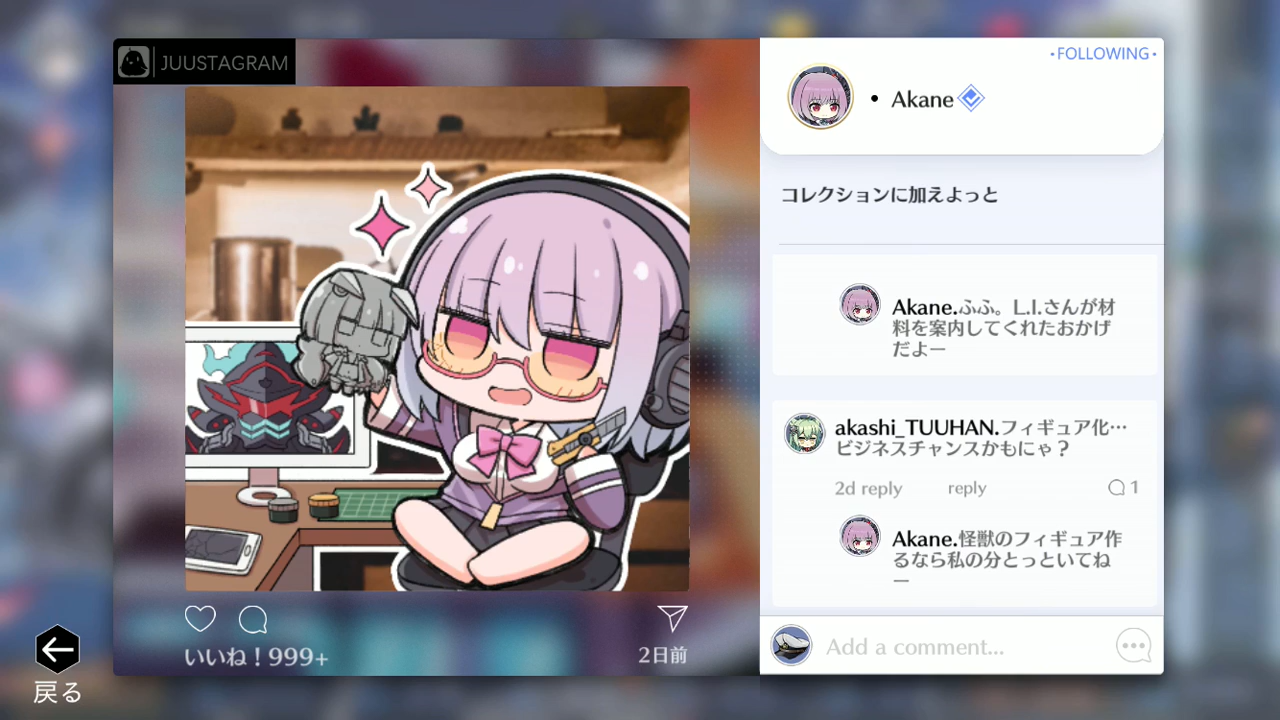 JUUSTAGRAM
•FOLLOWING•
• Akane
コレクションに加えよっと
Akane.ふふ。L.I.さんが材
料を案内してくれたおかげ
だよー
akashi_TUUHAN.フィギュア化…
ビジネスチャンスかもにゃ？
2d reply
reply
1
Akane.怪獣のフィギュア作
るなら私の分とっといてね
ー
いいね！999+
2日前
Add a comment...
戻る